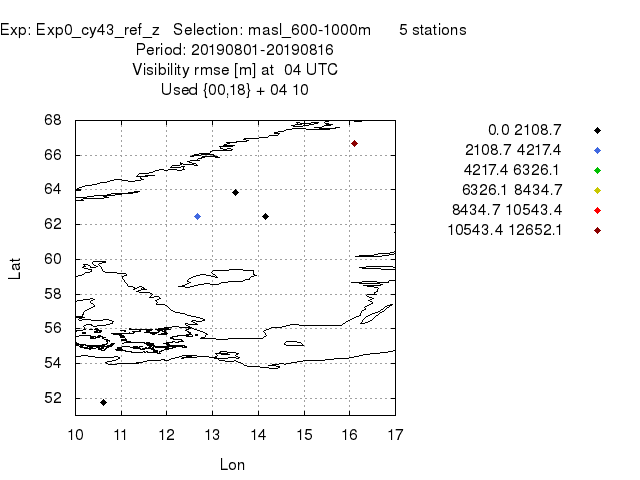 Exp: Exp0_cy43_ref_z Selection: masl_600-1000m 5 stations
Period: 20190801-20190816
Visibility rmse [m] at 04 UTC
Used {00,18} + 04 10
68
66
64
62
60
58
56
54
52
Lat
10 11 12 13 14 15 16 17
Lon
0.0 2108.7
2108.7 4217.4
4217.4 6326.1
6326.1 8434.7
8434.7 10543.4
10543.4 12652.1